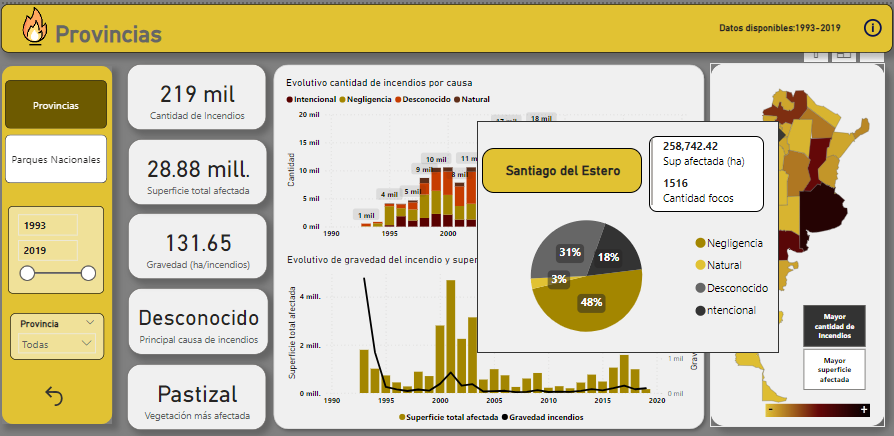 Provincias
Datos disponibles:1993-2019
Provincias
Parques Nacionales
1993
2019
Provincia
Todas
219 mil
Cantidad de Incendios
28.88 mill.
Superficie total afectada
131.65
Gravedad (ha/incendios)
Desconocido
Principal causa de incendios
Pastizal
Vegetación más afectada
Evolutivo cantidad de incendios por causa
Intencional Negligencia Desconocido Natural
Cantidad
20 mil
15 mil
10 mil
5 mil
0 mil
1 mil
4 mil
5 mil
9 mil
10 mil
8 mil
11 m
17 mil
18 mil
1990 1995 2000
Evolutivo de gravedad del incendio y super
Superficie total afectada
4 mill.
2 mill.
0 mill.
1 mil
0 mil
Grav
1990 1995 2000 2005 2010 2015 2020
Superficie total afectada Gravedad incendios
Santiago del Estero
258,742.42
Sup afectada (ha)
1516
Cantidad focos
31%
18%
3%
48%
Negligencia
Natural
Desconocido
ntencional
Mayor
cantidad de
Incendios
Mayor
superficie
afectada
- +